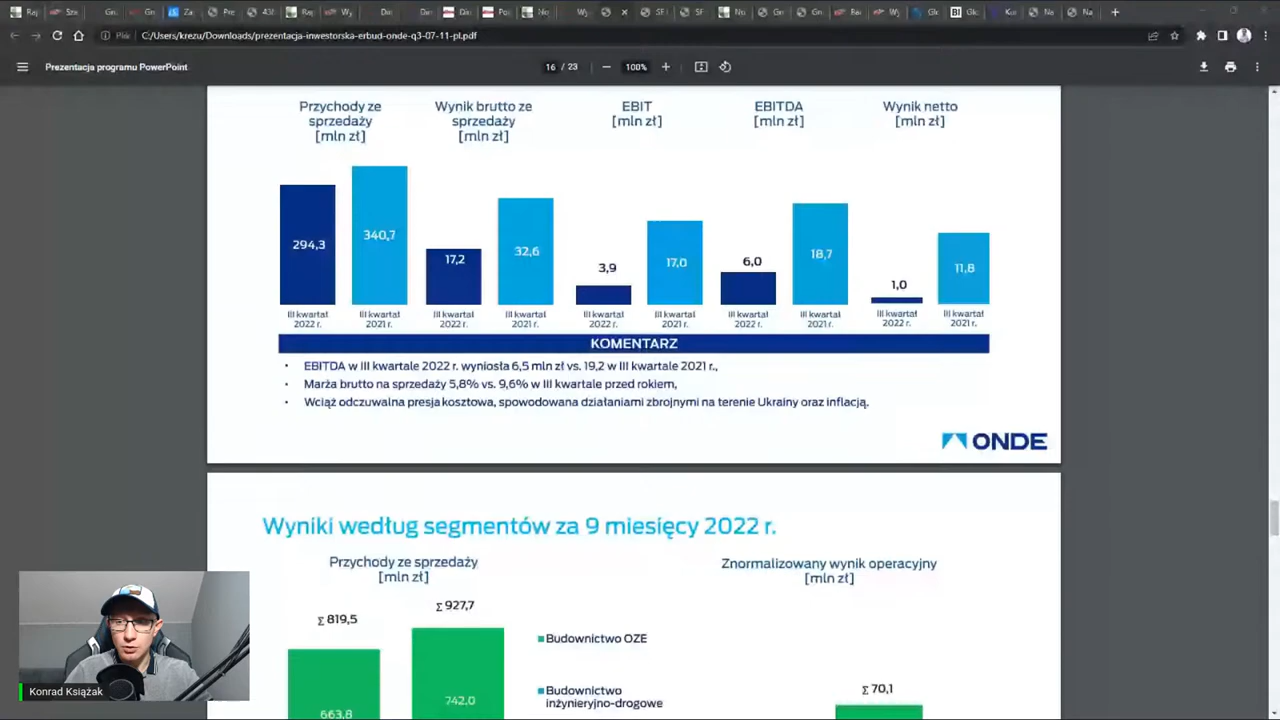 C:/Users/krezu/Downloads/prezentacja-inwestorska-erbud-onde-q3-07-11-pl.pdf
Prezentacja programu PowerPoint
16 / 23
100%
Przychody ze
sprzedaży
[mln zł]
Wynik brutto ze
sprzedaży
[mln zł]
EBIT
[mln zł]
EBITDA
[mln zł]
Wynik netto
[mln zł]
294,3
340,7
17,2
32,6
3,9
17,0
6,0
18,7
1,0
11,8
III kwartał
2022 r.
III kwartał
2021 r.
III kwartał
2022 r.
III kwartał
2021 r.
III kwartał
2022 r.
III kwartał
2021 r.
III kwartał
2022 r.
III kwartał
2021 r.
III kwartał
2022 r.
III kwartał
2021 r.
KOMENTARZ
• EBITDA w III kwartale 2022 r. wyniosła 6,5 mln zł vs. 19,2 w III kwartale 2021 r.,
• Marża brutto na sprzedaży 5,8% vs. 9,6% w III kwartale przed rokiem,
• Wciąż odczuwalna presja kosztowa, spowodowana działaniami zbrojnymi na terenie Ukrainy oraz inflacją.
ONDE
Wyniki według segmentów za 9 miesięcy 2022 r.
Przychody ze sprzedaży
[mln zł]
Znormalizowany wynik operacyjny
[mln zł]
Σ 819,5
Σ 927,7
663,8
742,0
Budownictwo OZE
Budownictwo
inżynieryjno-drogowe
Σ 70,1
Konrad Książak